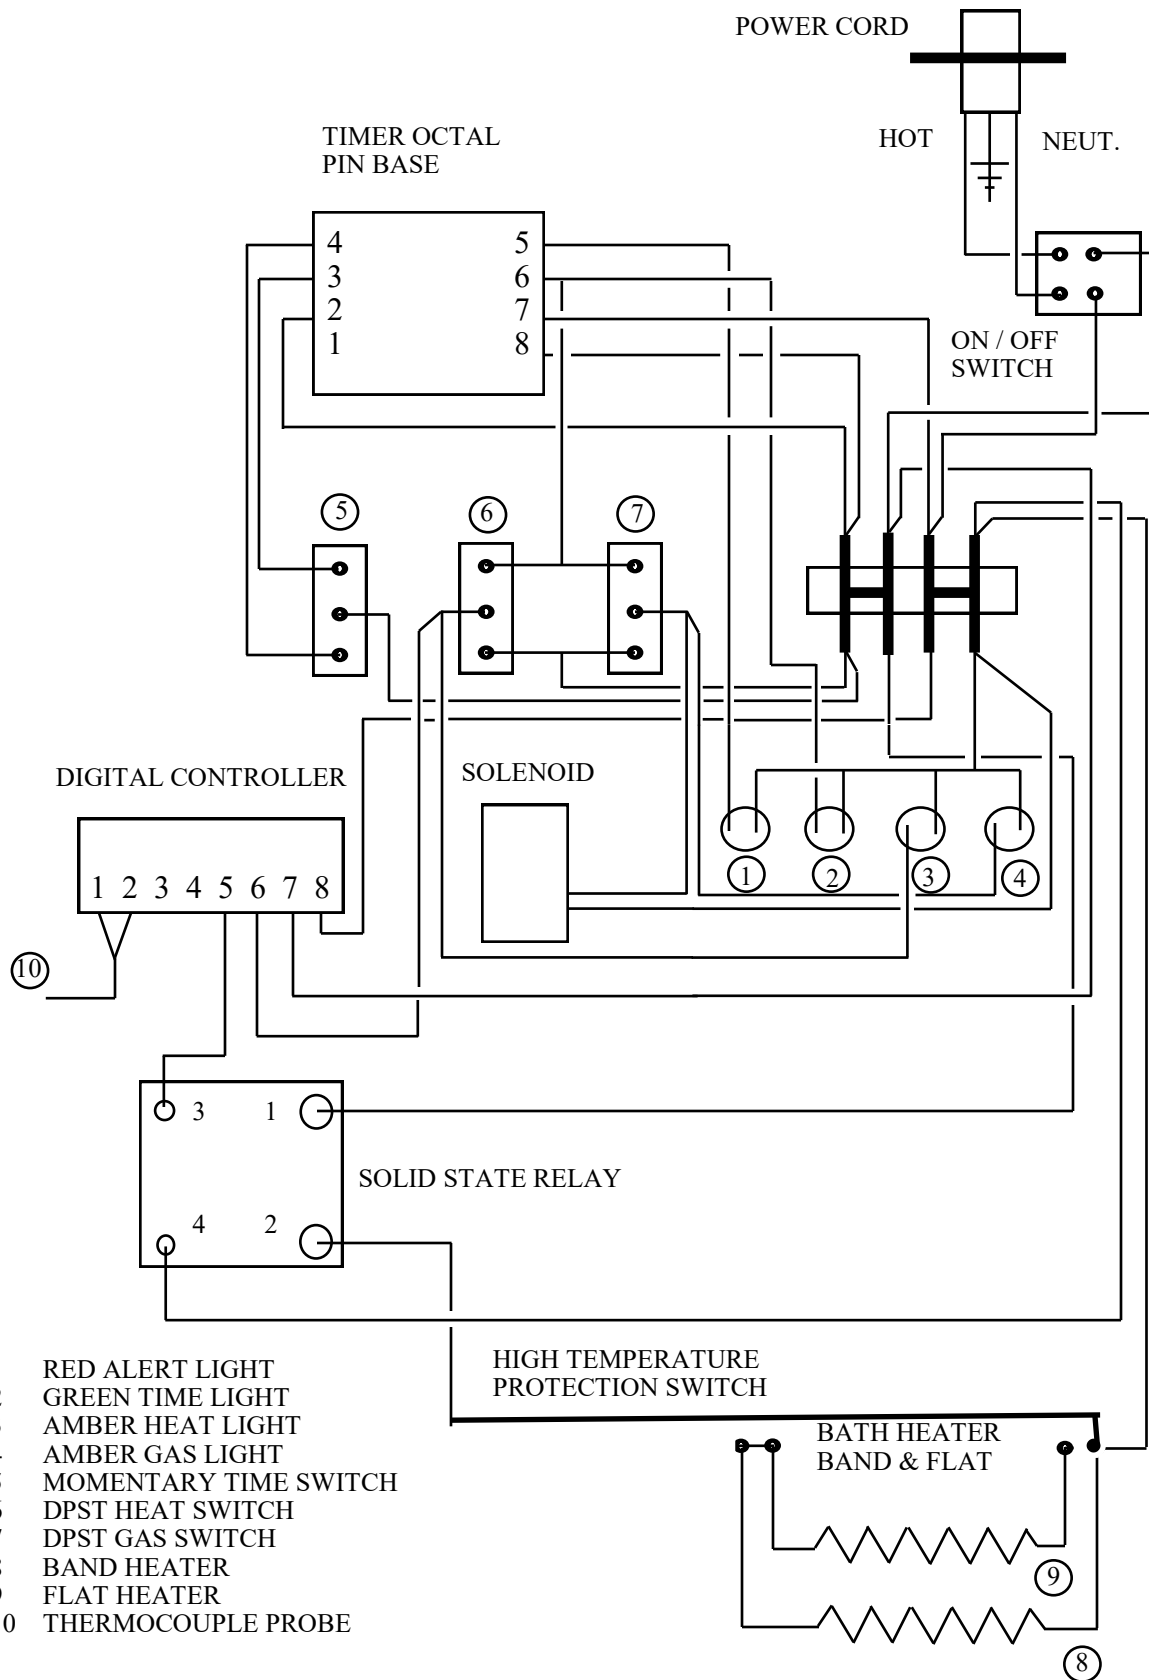 POWER CORD
TIMER OCTAL
PIN BASE
HOT
NEUT.
4 5
3 6
2 7
1 8
ON / OFF
SWITCH
5
6
7
DIGITAL CONTROLLER
SOLENOID
1 2 3 4 5 6 7 8
1
2
3
4
10
3 1
SOLID STATE RELAY
4 2
HIGH TEMPERATURE
PROTECTION SWITCH
BATH HEATER
BAND & FLAT
RED ALERT LIGHT
GREEN TIME LIGHT
AMBER HEAT LIGHT
AMBER GAS LIGHT
MOMENTARY TIME SWITCH
DPST HEAT SWITCH
DPST GAS SWITCH
BAND HEATER
FLAT HEATER
0 THERMOCOUPLE PROBE
9
8